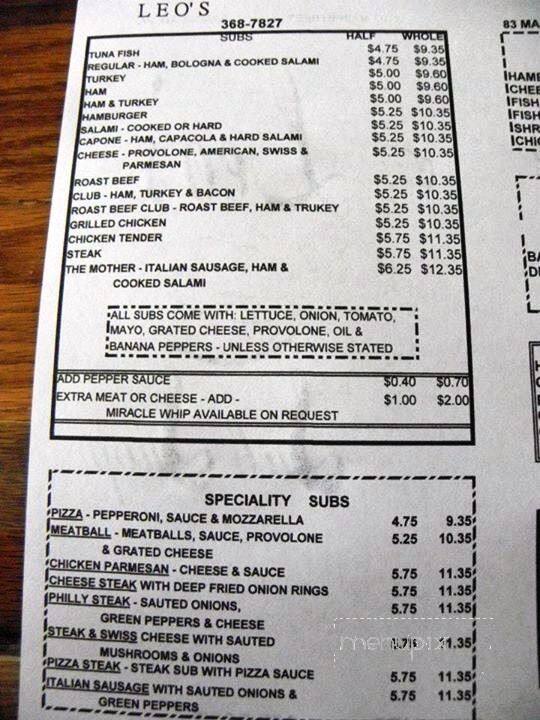 LEO'S
368-7827
83 MA
SUBS HALF WHOLE
TUNA FISH $4.75 $9.35
REGULAR - HAM, BOLOGNA & COOKED SALAMI $4.75 $9.35
TURKEY $5.00 $9.60
HAM $5.00 $9.60
HAM & TURKEY $5.00 $9.60
HAMBURGER $5.25 $10.35
SALAMI - COOKED OR HARD $5.25 $10.35
CAPONE - HAM, CAPACOLA & HARD SALAMI $5.25 $10.35
CHEESE - PROVOLONE, AMERICAN, SWISS & $5.25 $10.35
PARMESAN
ROAST BEEF $5.25 $10.35
CLUB - HAM, TURKEY & BACON $5.25 $10.35
ROAST BEEF CLUB - ROAST BEEF, HAM & TRUKEY $5.25 $10.35
GRILLED CHICKEN $5.25 $10.35
CHICKEN TENDER $5.75 $11.35
STEAK $5.75 $11.35
THE MOTHER - ITALIAN SAUSAGE, HAM & $6.25 $12.35
COOKED SALAMI
ALL SUBS COME WITH: LETTUCE, ONION, TOMATO,
MAYO, GRATED CHEESE, PROVOLONE, OIL &
BANANA PEPPERS - UNLESS OTHERWISE STATED
ADD PEPPER SAUCE $0.40 $0.70
EXTRA MEAT OR CHEESE - ADD - $1.00 $2.00
MIRACLE WHIP AVAILABLE ON REQUEST
SPECIALITY SUBS
PIZZA - PEPPERONI, SAUCE & MOZZARELLA 4.75 9.35
MEATBALL - MEATBALLS, SAUCE, PROVOLONE 5.25 10.35
& GRATED CHEESE
CHICKEN PARMESAN - CHEESE & SAUCE 5.75 11.35
CHEESE STEAK WITH DEEP FRIED ONION RINGS 5.75 11.35
PHILLY STEAK - SAUTED ONIONS, 5.75 11.35
GREEN PEPPERS & CHEESE
STEAK & SWISS CHEESE WITH SAUTED 11.35
MUSHROOMS & ONIONS
PIZZA STEAK - STEAK SUB WITH PIZZA SAUCE 5.75 11.35
ITALIAN SAUSAGE WITH SAUTED ONIONS & 5.75 11.35
GREEN PEPPERS
HAMB
CHEE
FISH
FISH
SHR
CHIC
menupix